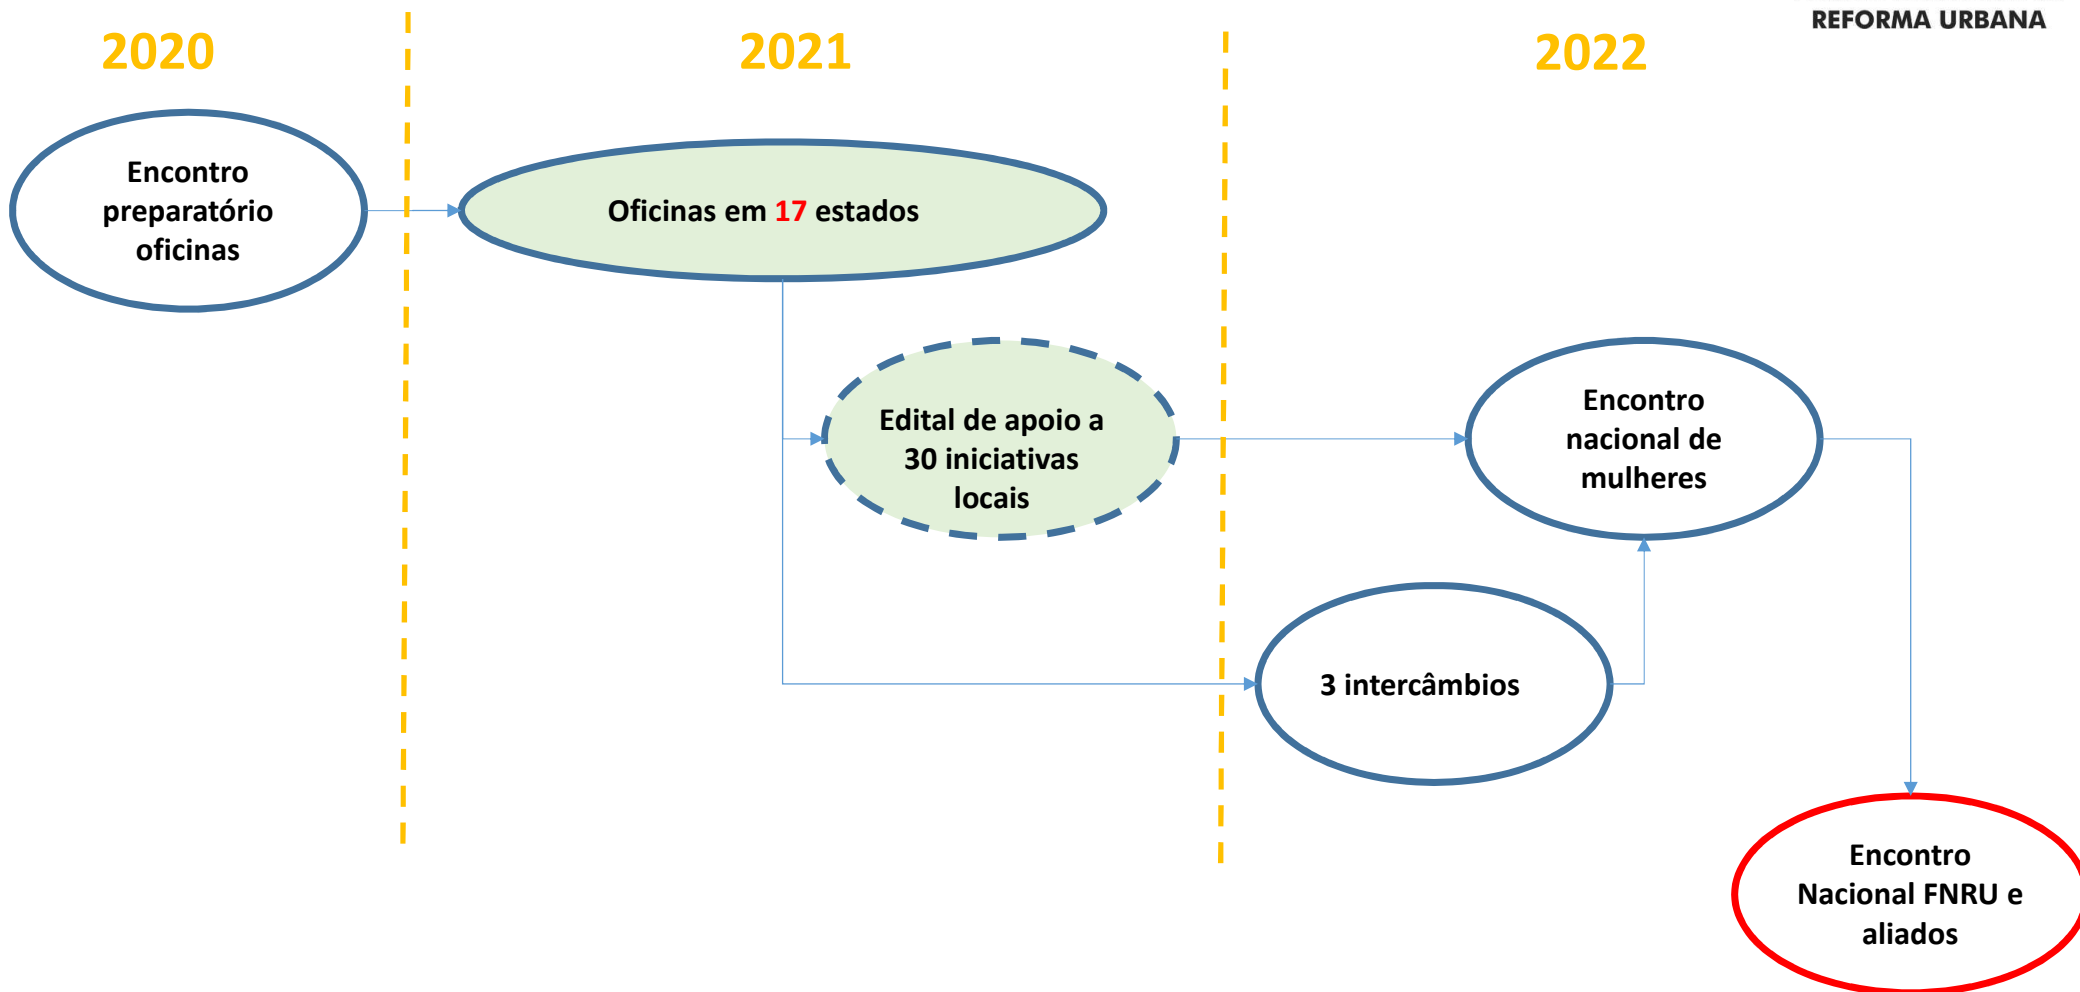 REFORMA URBANA
2020
2021
2022
Encontro
preparatório
oficinas
Oficinas em 17 estados
Edital de apoio a
30 iniciativas
locais
Encontro
nacional de
mulheres
3 intercâmbios
Encontro
Nacional FNRU e
aliados